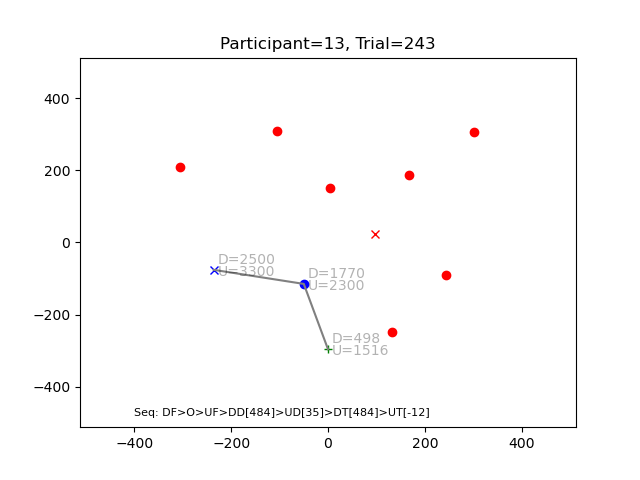 Participant=13, Trial=243
400
200
0
−200
−400
D=2500
U=3300
D=1770
U=2300
D=498
U=1516
Seq: DF>O>UF>DD[484]>UD[35]>DT[484]>UT[-12]
−400
−200
0
200
400